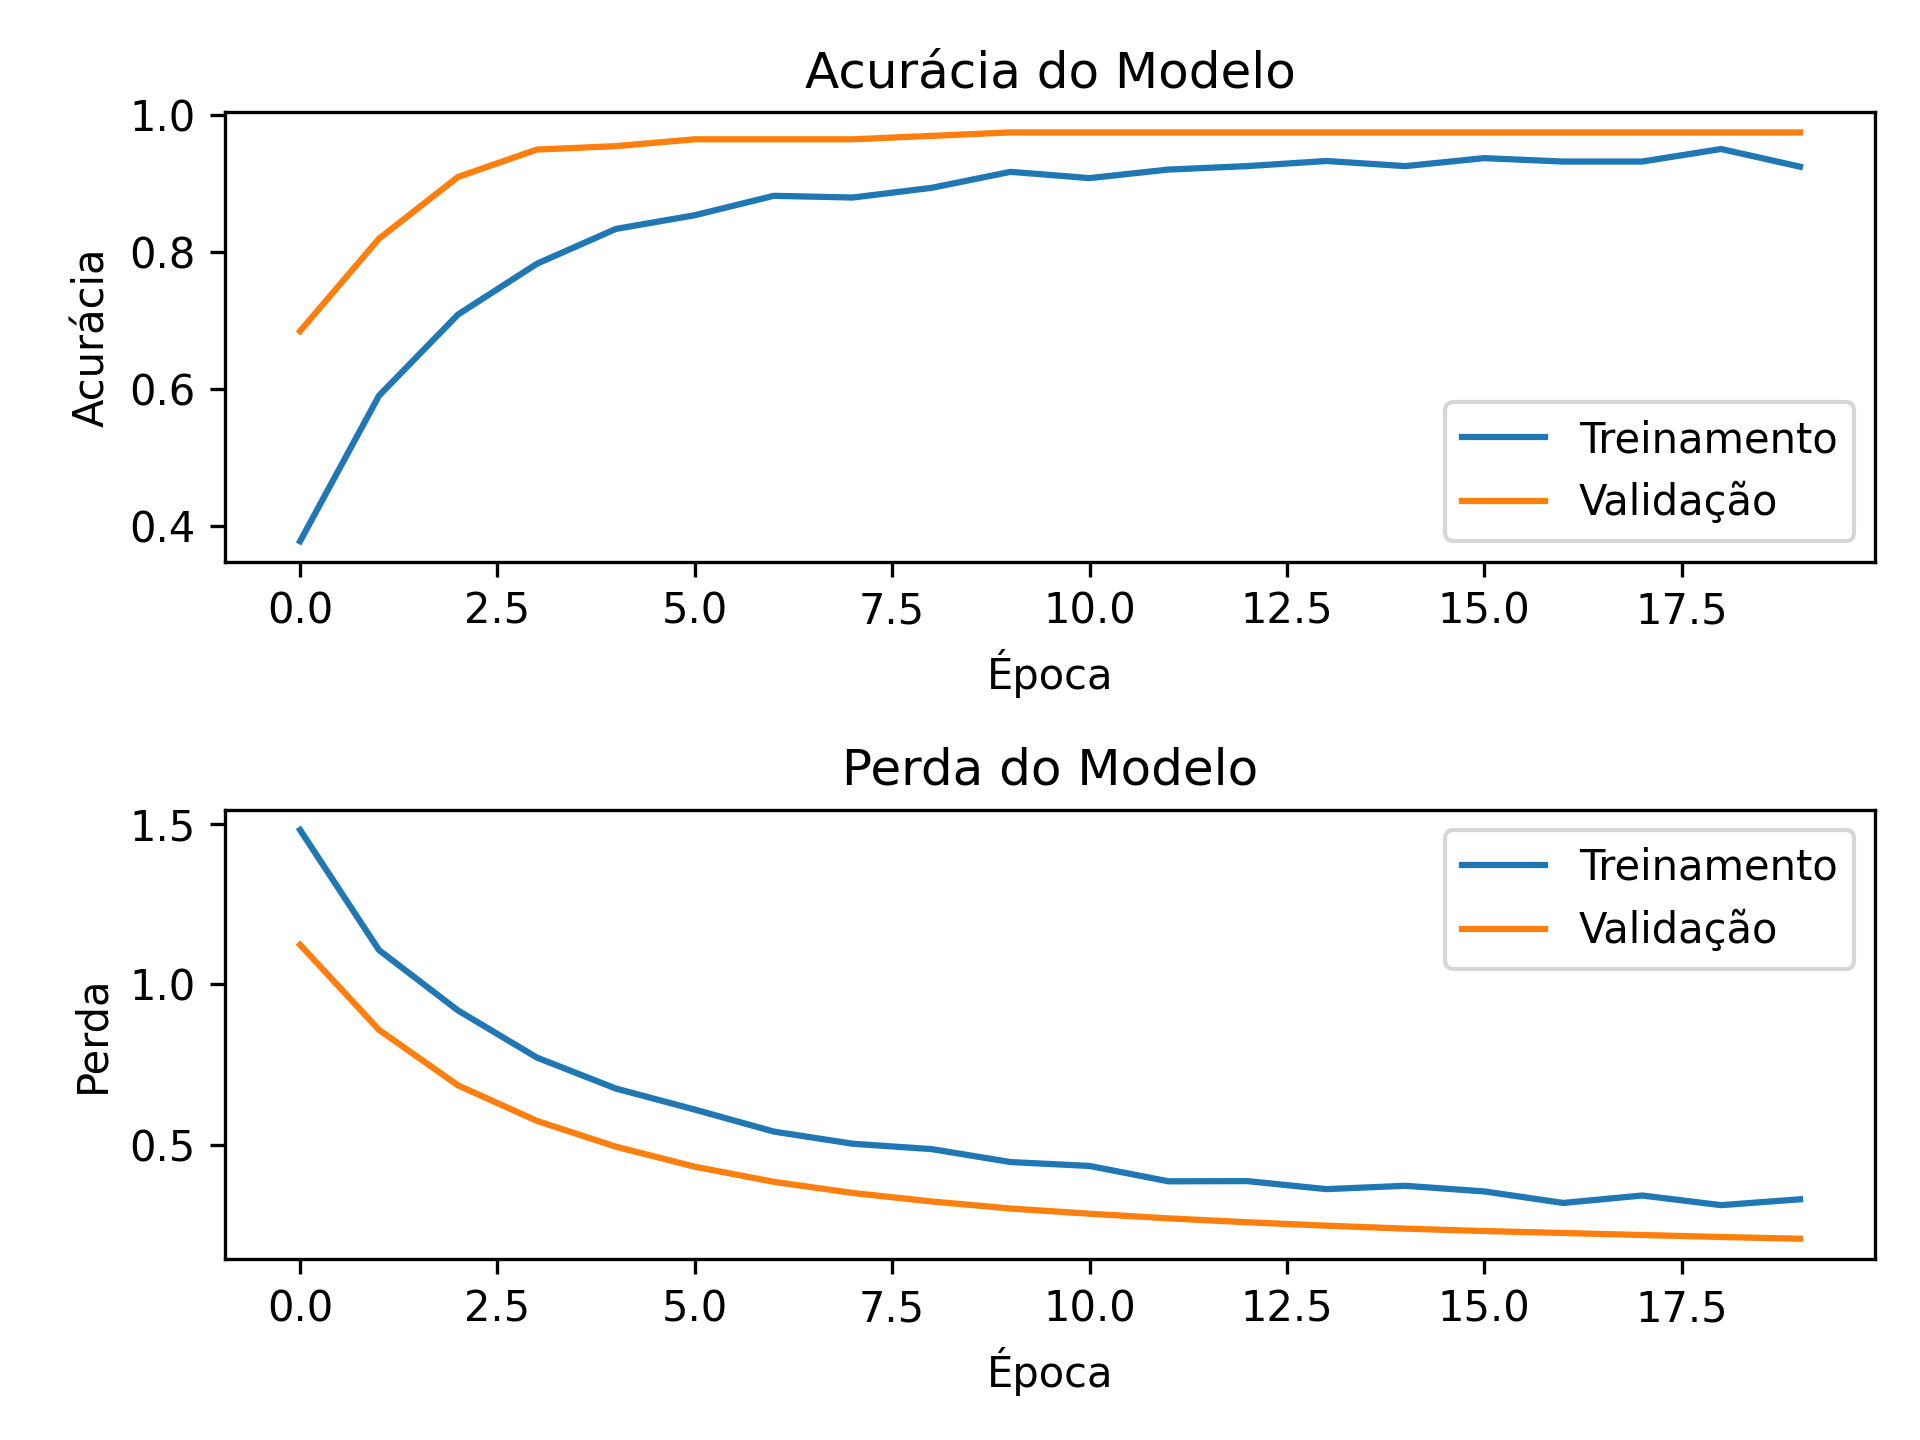 Acurácia do Modelo
1.0
0.8
0.6
0.4
Acurácia
Treinamento
Validação
0.0 2.5 5.0 7.5 10.0 12.5 15.0 17.5
Época
Perda do Modelo
1.5
1.0
0.5
Perda
Treinamento
Validação
0.0 2.5 5.0 7.5 10.0 12.5 15.0 17.5
Época